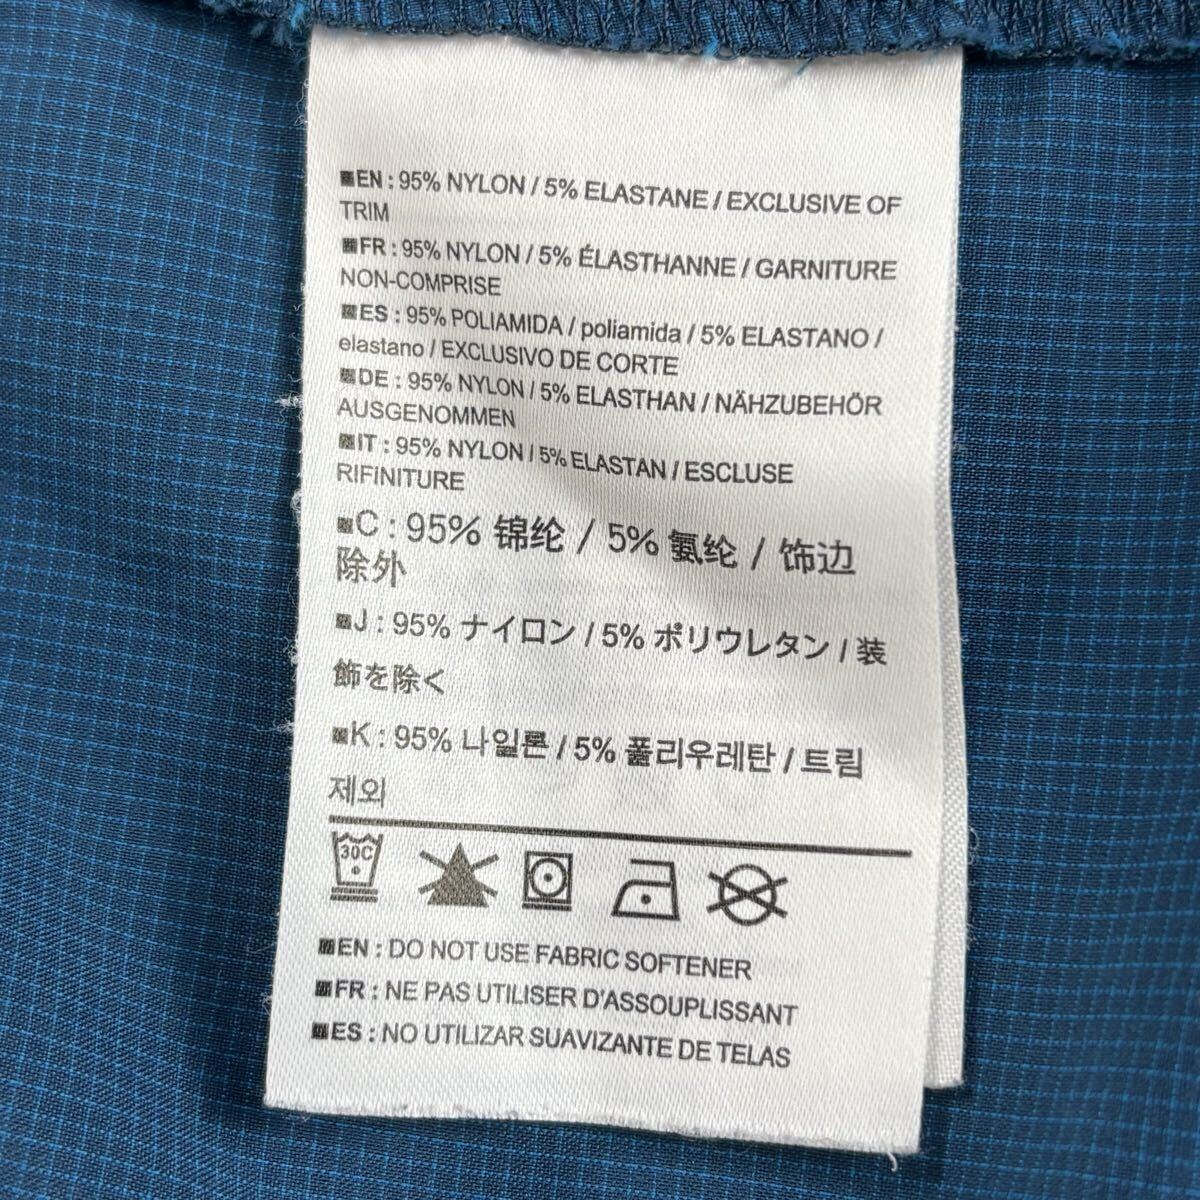 ■EN : 95% NYLON / 5% ELASTANE / EXCLUSIVE OF
TRIM
■FR : 95% NYLON / 5% ÉLASTHANNE / GARNITURE
NON-COMPRISE
■ES : 95% POLIAMIDA / poliamida / 5% ELASTANO /
elastano / EXCLUSIVO DE CORTE
■DE : 95% NYLON / 5% ELASTHAN / NÄHZUBEHÖR
AUSGENOMMEN
■IT : 95% NYLON / 5% ELASTAN / ESCLUSE
RIFINITURE
■C : 95% 锦纶 / 5% 氨纶 / 饰边
除外
■J : 95% ナイロン / 5% ポリウレタン / 装
飾を除く
■K : 95% 나일론 / 5% 폴리우레탄 / 트림
제외
30C
■EN : DO NOT USE FABRIC SOFTENER
■FR : NE PAS UTILISER D'ASSOUPLISSANT
■ES : NO UTILIZAR SUAVIZANTE DE TELAS